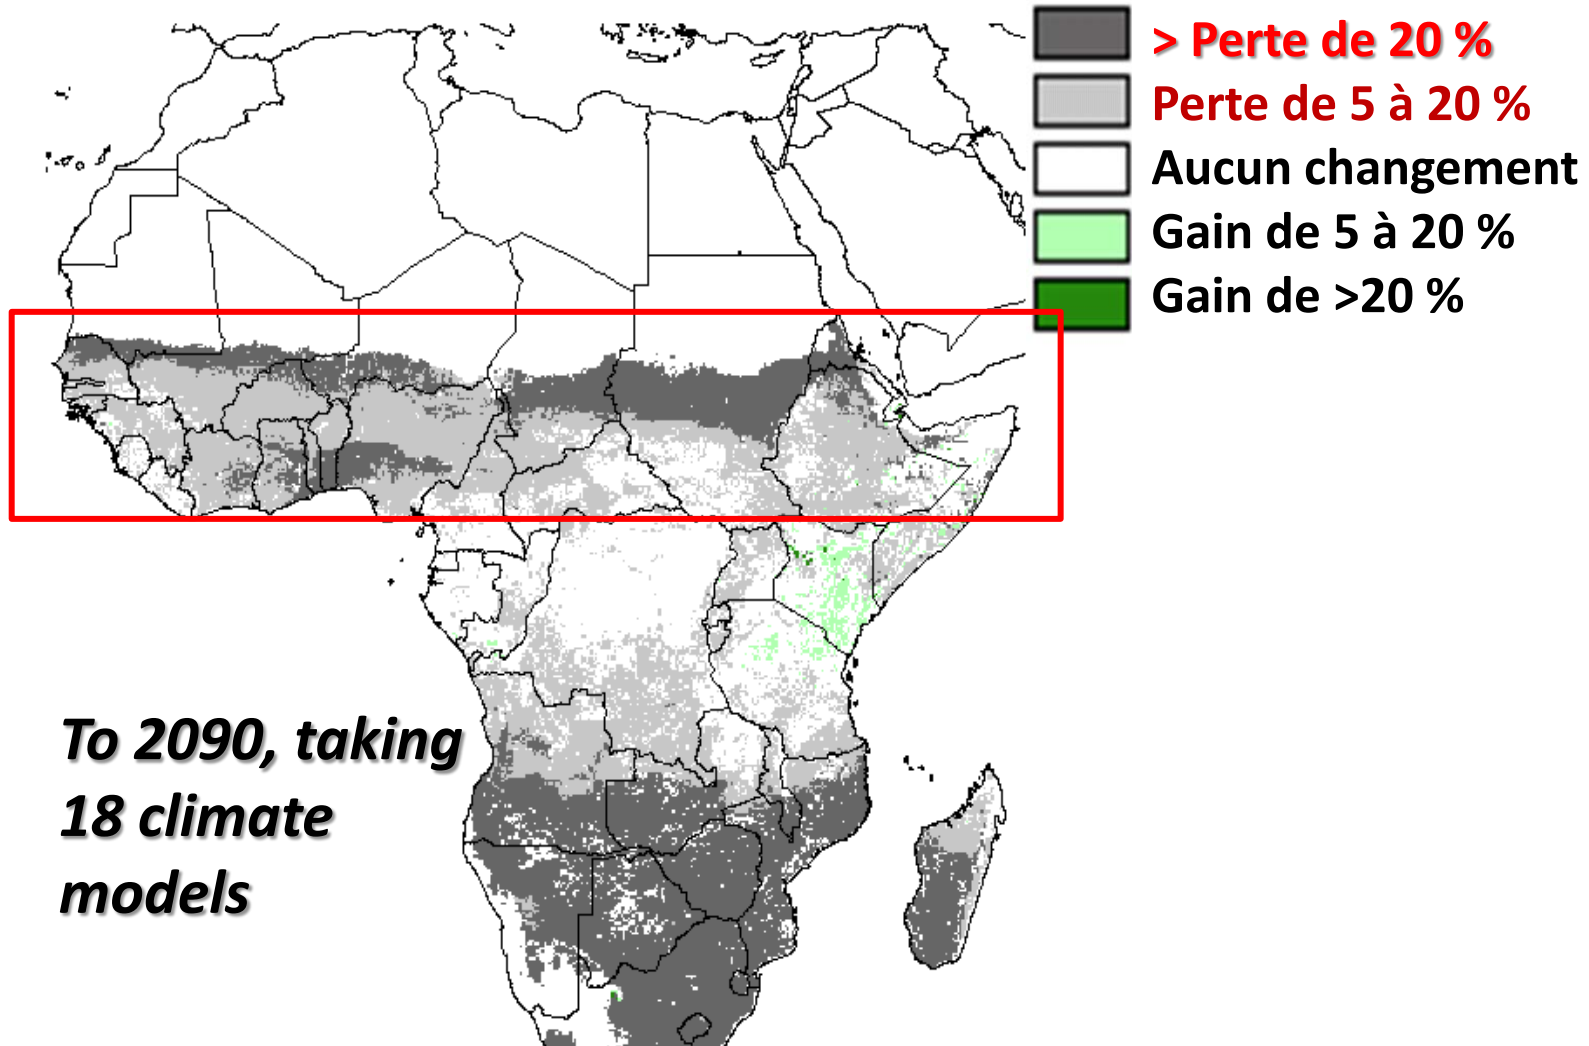 > Perte de 20 %
Perte de 5 à 20 %
Aucun changement
Gain de 5 à 20 %
Gain de >20 %
To 2090, taking
18 climate
models